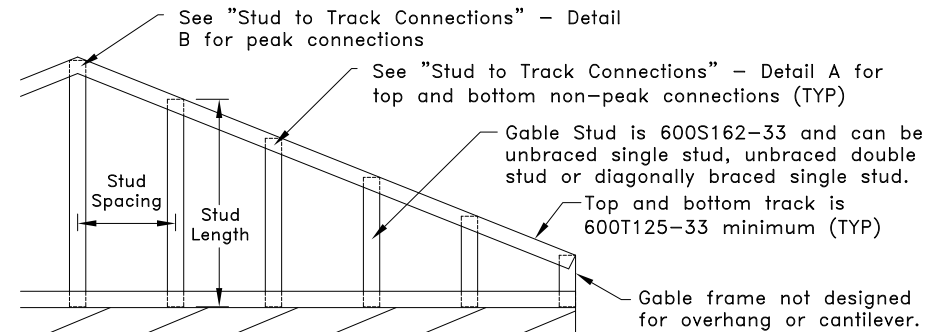 See "Stud to Track Connections" – Detail
B for peak connections
See "Stud to Track Connections" – Detail A for
top and bottom non-peak connections (TYP)
Gable Stud is 600S162-33 and can be
unbraced single stud, unbraced double
stud or diagonally braced single stud.
Stud
Spacing
Stud
Length
Top and bottom track is
600T125-33 minimum (TYP)
Gable frame not designed
for overhang or cantilever.